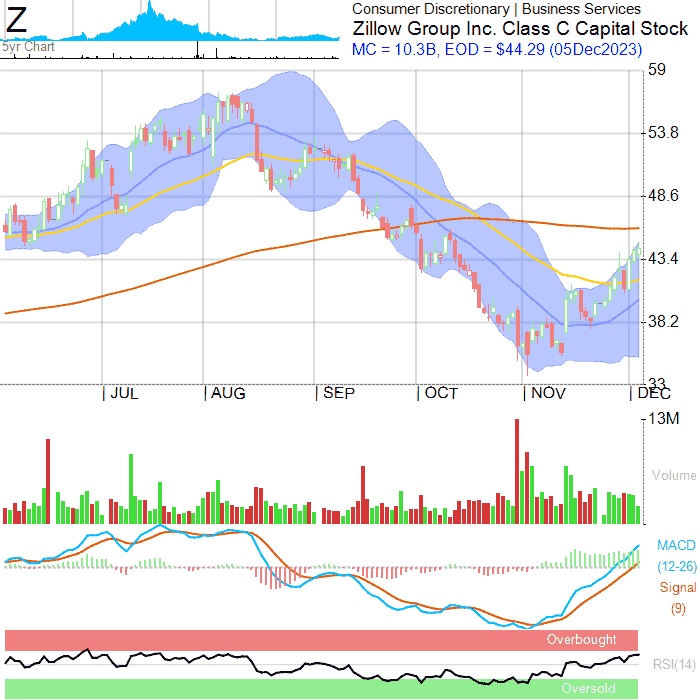 Z
5yr Chart
Consumer Discretionary | Business Services
Zillow Group Inc. Class C Capital Stock
MC = 10.3B, EOD = $44.29 (05Dec2023)
59
53.8
48.6
43.4
38.2
33
| JUL | AUG | SEP | OCT | NOV | DEC
13M
Volume
MACD
(12-26)
Signal
(9)
Overbought
RSI(14)
Oversold